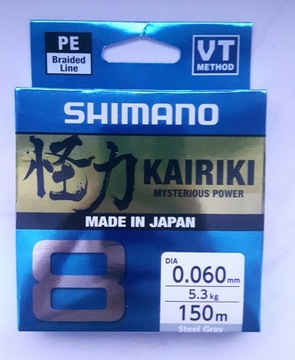 PE
Braided
Line
VT
METHOD
SHIMANO
怪力 KAIRIKI
MYSTERIOUS POWER
MADE IN JAPAN
8
DIA
0.060mm
5.3kg
150m
Steel Gray